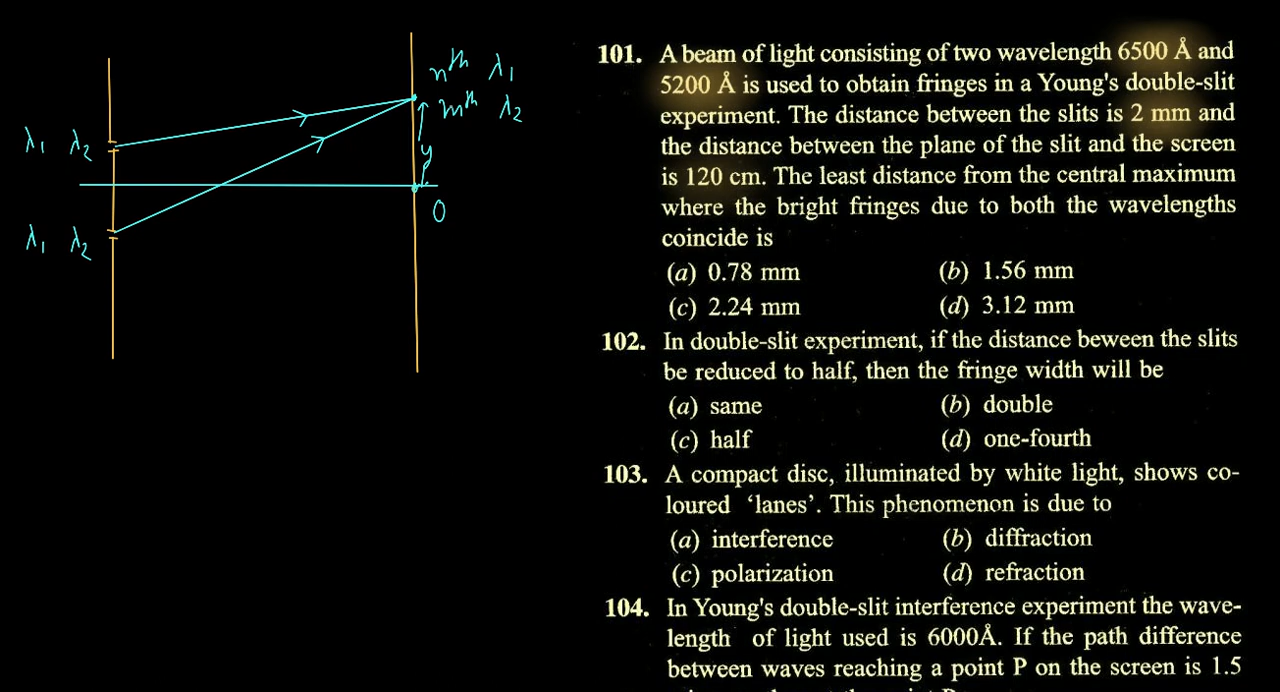 nth λ1
mth λ2
λ1 λ2
y
O
λ1 λ2
101. A beam of light consisting of two wavelength 6500 Å and
5200 Å is used to obtain fringes in a Young's double-slit
experiment. The distance between the slits is 2 mm and
the distance between the plane of the slit and the screen
is 120 cm. The least distance from the central maximum
where the bright fringes due to both the wavelengths
coincide is
(a) 0.78 mm (b) 1.56 mm
(c) 2.24 mm (d) 3.12 mm
102. In double-slit experiment, if the distance beween the slits
be reduced to half, then the fringe width will be
(a) same (b) double
(c) half (d) one-fourth
103. A compact disc, illuminated by white light, shows co-
loured ‘lanes’. This phenomenon is due to
(a) interference (b) diffraction
(c) polarization (d) refraction
104. In Young's double-slit interference experiment the wave-
length of light used is 6000Å. If the path difference
between waves reaching a point P on the screen is 1.5